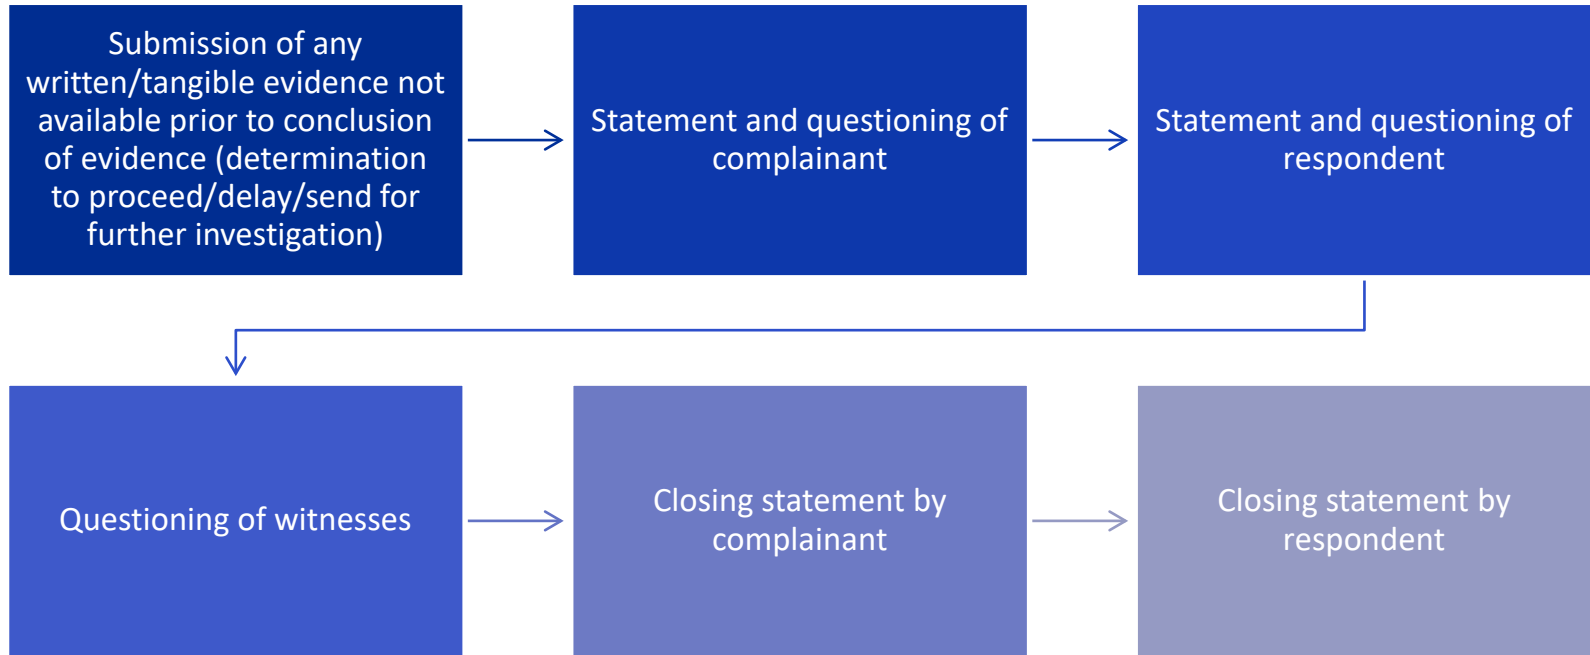 Submission of any
written/tangible evidence not
available prior to conclusion
of evidence (determination
to proceed/delay/send for
further investigation)
Statement and questioning of
complainant
Statement and questioning of
respondent
Questioning of witnesses
Closing statement by
complainant
Closing statement by
respondent